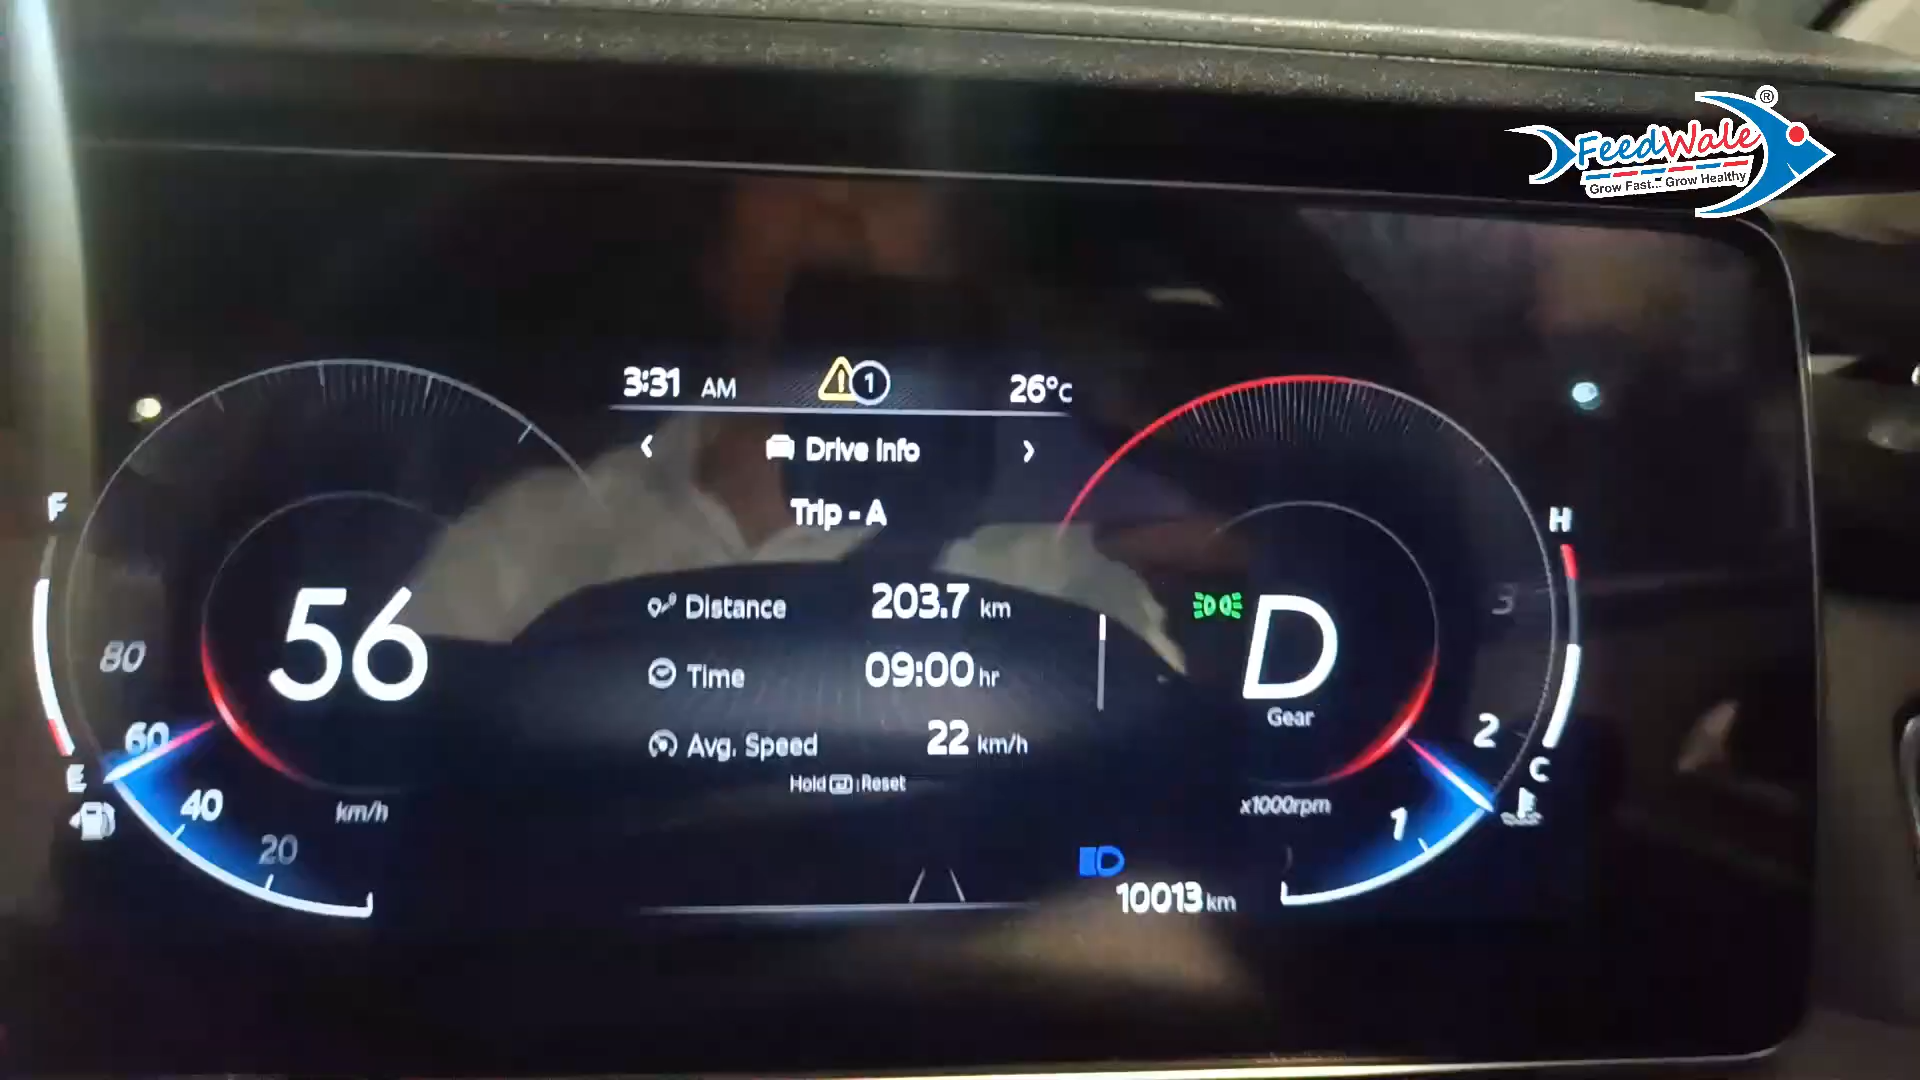 ®
FeedWale
Grow Fast... Grow Healthy
3:31 AM
1
26°C
‹ Drive Info ›
Trip - A
Distance 203.7 km
Time 09:00 hr
Avg. Speed 22 km/h
Hold : Reset
F
80
60
E
40
20
56
km/h
D
Gear
H
3
2
C
1
x1000rpm
10013 km